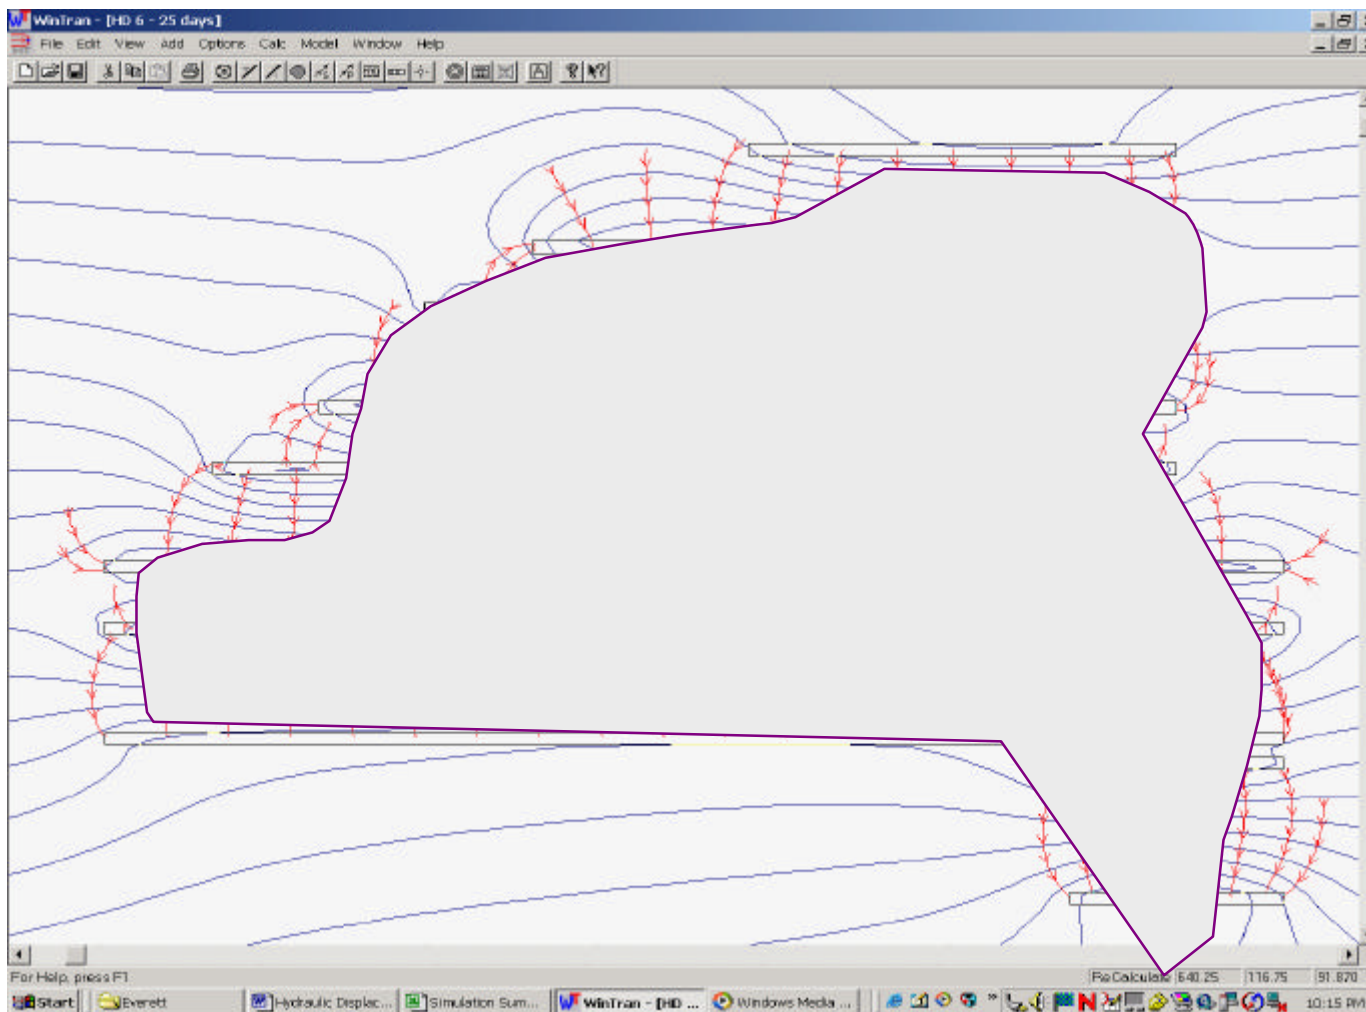 WinTran - [HD 6 - 25 days]
File Edit View Add Options Calc Model Window Help
For Help, press F1
ReCalculate 640.25 116.75 91.870
Start Everett Hydraulic Displac... Simulation Sum... WinTran - [HD ... Windows Media ... » 10:15 PM